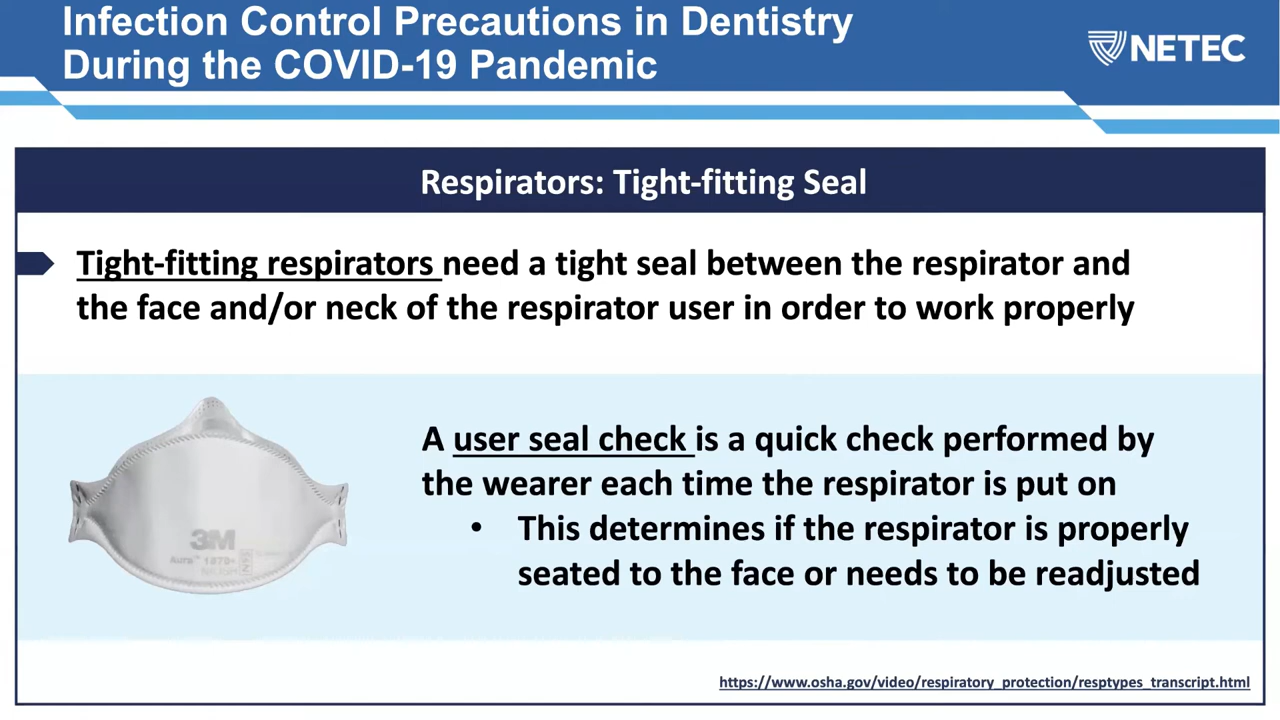 Infection Control Precautions in Dentistry
During the COVID-19 Pandemic
NETEC
Respirators: Tight-fitting Seal
Tight-fitting respirators need a tight seal between the respirator and
the face and/or neck of the respirator user in order to work properly
A user seal check is a quick check performed by
the wearer each time the respirator is put on
• This determines if the respirator is properly
seated to the face or needs to be readjusted
3M
Aura™ 1870+
https://www.osha.gov/video/respiratory_protection/resptypes_transcript.html